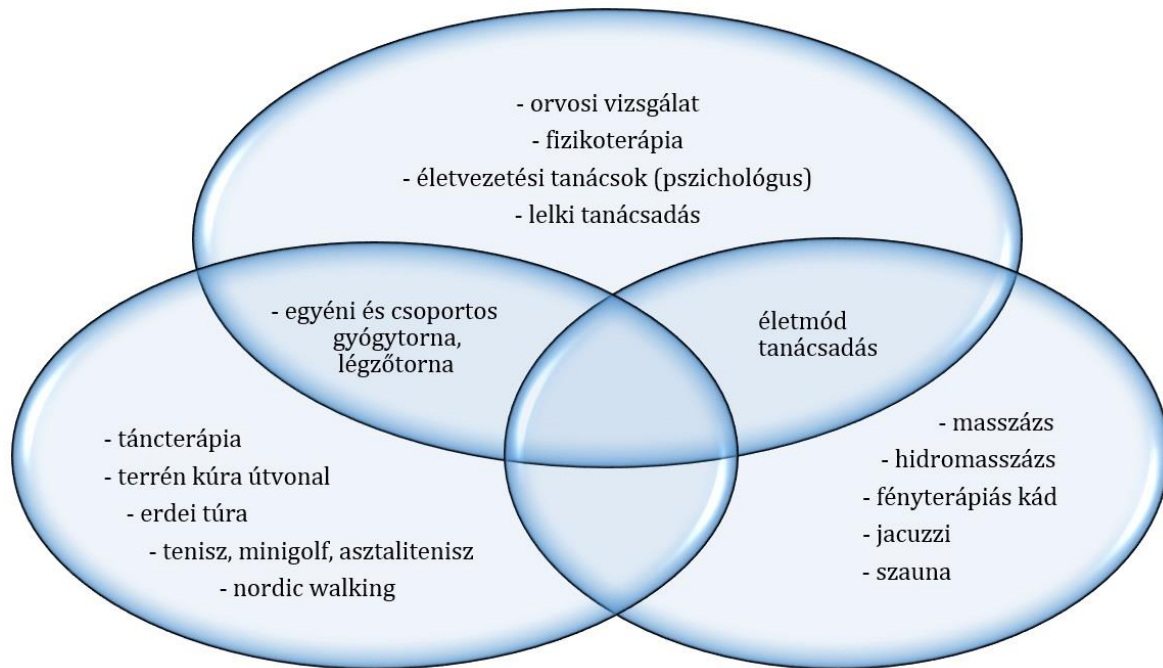 - orvosi vizsgálat
- fizikoterápia
- életvezetési tanácsok (pszichológus)
- lelki tanácsadás
- egyéni és csoportos
gyógytorna,
légzőtorna
életmód
tanácsadás
- táncterápia
- terrén kúra útvonal
- erdei túra
- tenisz, minigolf, asztalitenisz
- nordic walking
- masszázs
- hidromasszázs
- fényterápiás kád
- jacuzzi
- szauna